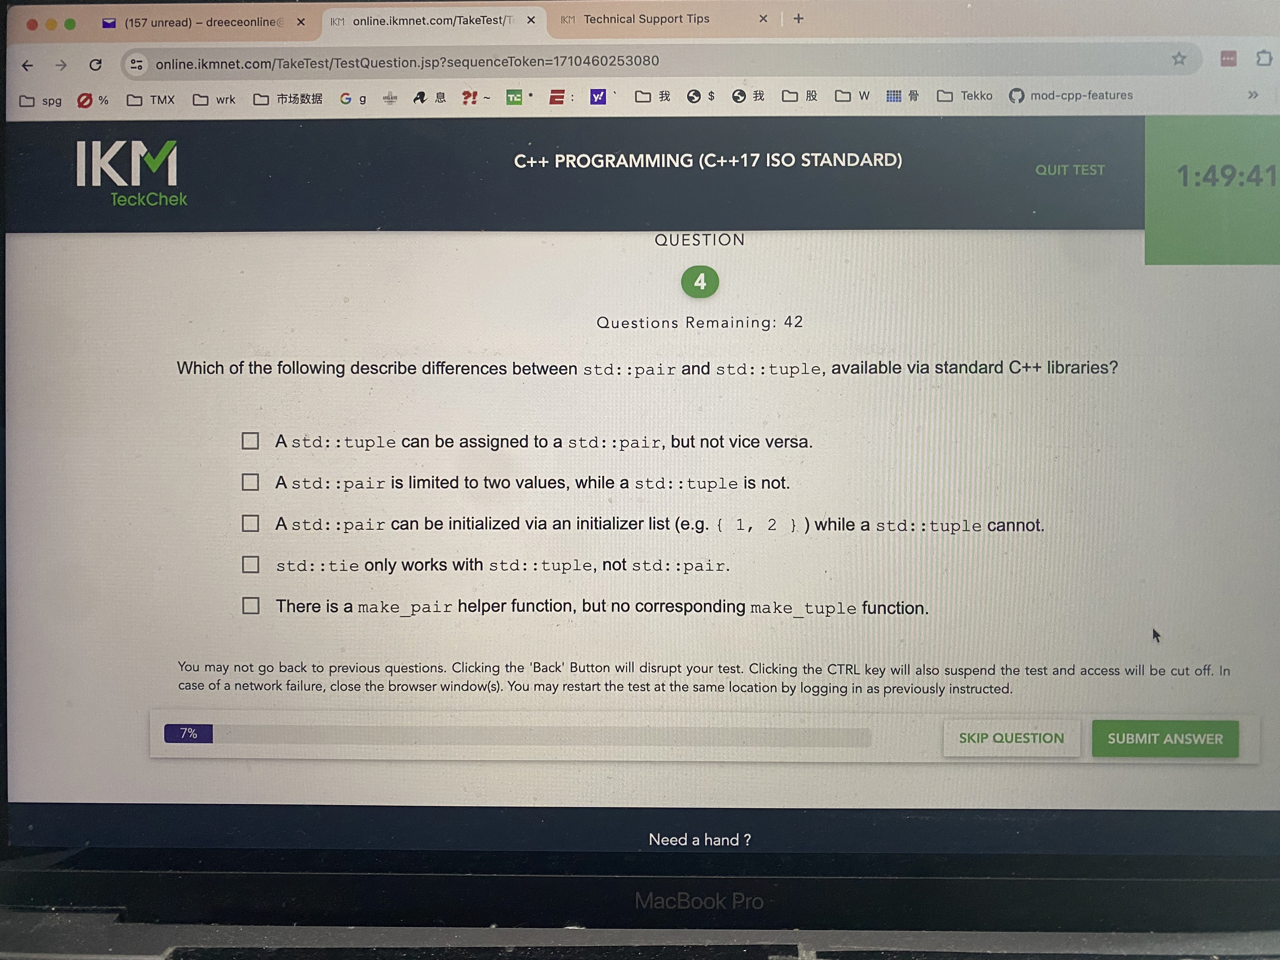 (157 unread) – dreeceonline@
IKM online.ikmnet.com/TakeTest/T
IKM Technical Support Tips
online.ikmnet.com/TakeTest/TestQuestion.jsp?sequenceToken=1710460253080
spg % TMX wrk 市场数据 G g 息 ?! ~ TC E : y! 我 $ 我 股 W 骨 Tekko mod-cpp-features »
IKM
TeckChek
C++ PROGRAMMING (C++17 ISO STANDARD)
QUIT TEST
1:49:41
QUESTION
4
Questions Remaining: 42
Which of the following describe differences between std::pair and std::tuple, available via standard C++ libraries?
A std::tuple can be assigned to a std::pair, but not vice versa.
A std::pair is limited to two values, while a std::tuple is not.
A std::pair can be initialized via an initializer list (e.g. { 1, 2 } ) while a std::tuple cannot.
std::tie only works with std::tuple, not std::pair.
There is a make_pair helper function, but no corresponding make_tuple function.
You may not go back to previous questions. Clicking the 'Back' Button will disrupt your test. Clicking the CTRL key will also suspend the test and access will be cut off. In
case of a network failure, close the browser window(s). You may restart the test at the same location by logging in as previously instructed.
7%
SKIP QUESTION
SUBMIT ANSWER
Need a hand ?
MacBook Pro